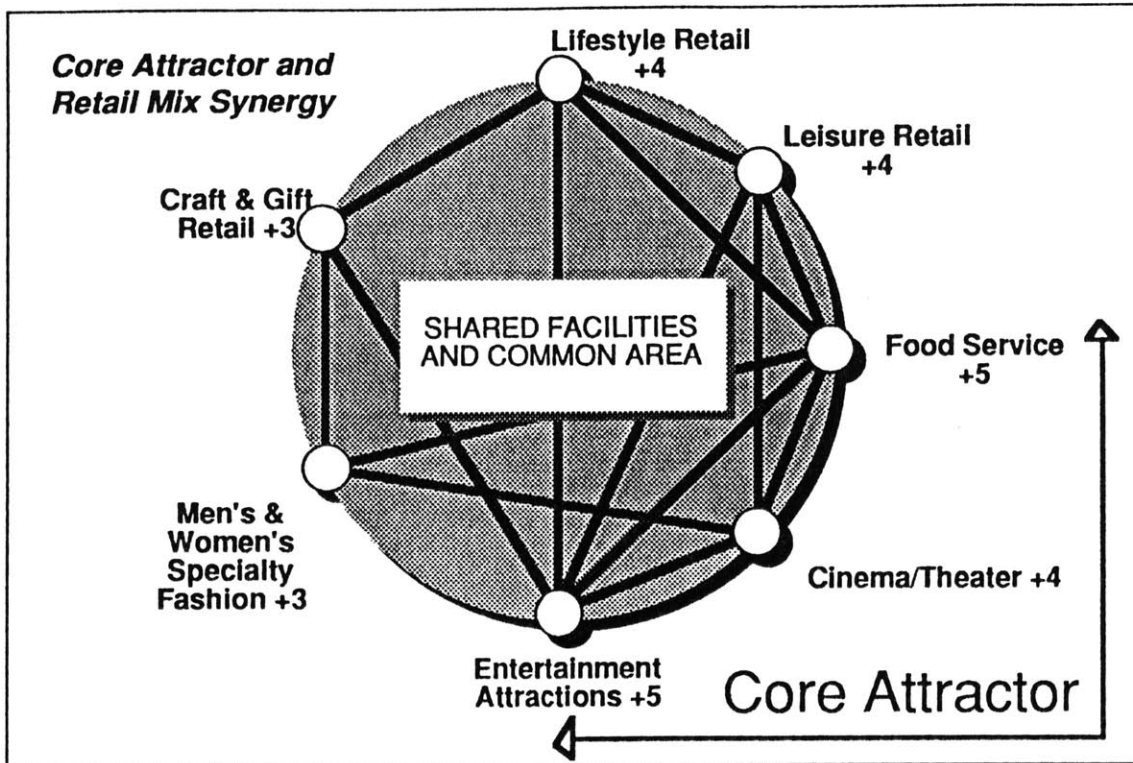 Core Attractor and
Retail Mix Synergy
Lifestyle Retail
+4
Leisure Retail
+4
Craft & Gift
Retail +3
SHARED FACILITIES
AND COMMON AREA
Food Service
+5
Men's &
Women's
Specialty
Fashion +3
Cinema/Theater +4
Entertainment
Attractions +5
Core Attractor